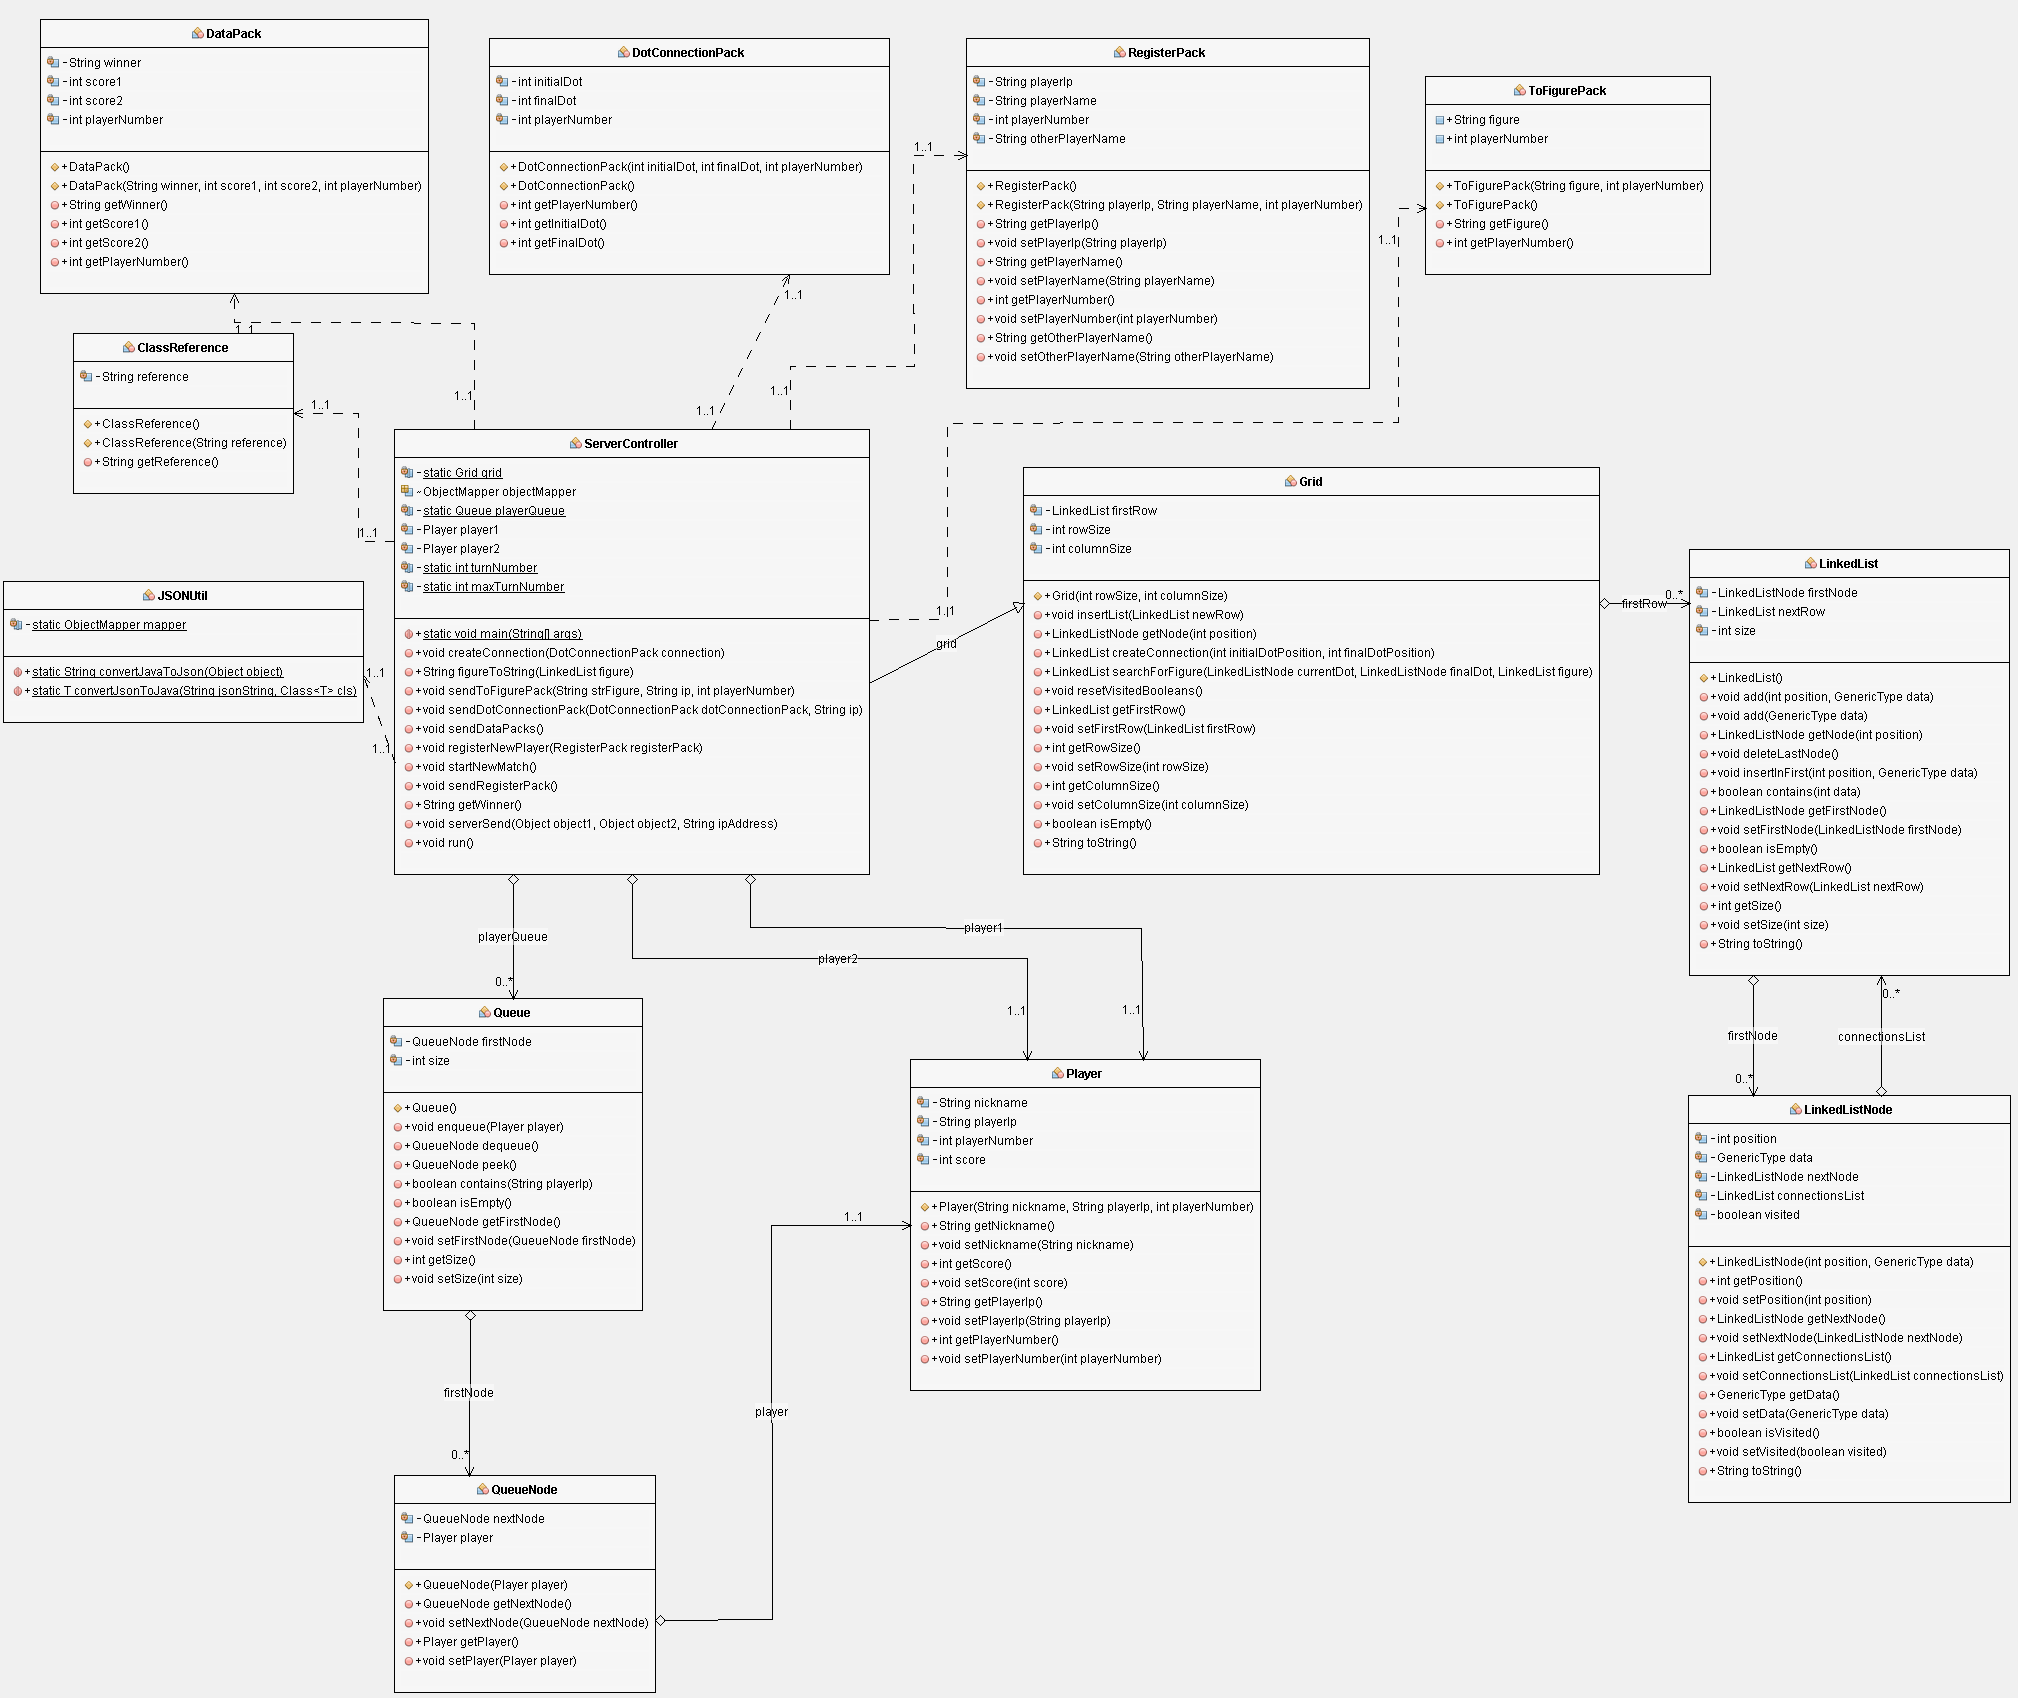 DataPack
- String winner
- int score1
- int score2
- int playerNumber
+ DataPack()
+ DataPack(String winner, int score1, int score2, int playerNumber)
+ String getWinner()
+ int getScore1()
+ int getScore2()
+ int getPlayerNumber()
DotConnectionPack
- int initialDot
- int finalDot
- int playerNumber
+ DotConnectionPack(int initialDot, int finalDot, int playerNumber)
+ DotConnectionPack()
+ int getPlayerNumber()
+ int getInitialDot()
+ int getFinalDot()
RegisterPack
- String playerIp
- String playerName
- int playerNumber
- String otherPlayerName
+ RegisterPack()
+ RegisterPack(String playerIp, String playerName, int playerNumber)
+ String getPlayerIp()
+ void setPlayerIp(String playerIp)
+ String getPlayerName()
+ void setPlayerName(String playerName)
+ int getPlayerNumber()
+ void setPlayerNumber(int playerNumber)
+ String getOtherPlayerName()
+ void setOtherPlayerName(String otherPlayerName)
ToFigurePack
+ String figure
+ int playerNumber
+ ToFigurePack(String figure, int playerNumber)
+ ToFigurePack()
+ String getFigure()
+ int getPlayerNumber()
1..1
1..1
1..1
1..1
1..1
1..1
1..1
1..1
ClassReference
- String reference
+ ClassReference()
+ ClassReference(String reference)
+ String getReference()
1..1
1..1
JSONUtil
- static ObjectMapper mapper
+ static String convertJavaToJson(Object object)
+ static T convertJsonToJava(String jsonString, Class<T> cls)
1..1
1..1
ServerController
- static Grid grid
~ ObjectMapper objectMapper
- static Queue playerQueue
- Player player1
- Player player2
- static int turnNumber
- static int maxTurnNumber
+ static void main(String[] args)
+ void createConnection(DotConnectionPack connection)
+ String figureToString(LinkedList figure)
+ void sendToFigurePack(String strFigure, String ip, int playerNumber)
+ void sendDotConnectionPack(DotConnectionPack dotConnectionPack, String ip)
+ void sendDataPacks()
+ void registerNewPlayer(RegisterPack registerPack)
+ void startNewMatch()
+ void sendRegisterPack()
+ String getWinner()
+ void serverSend(Object object1, Object object2, String ipAddress)
+ void run()
grid
Grid
- LinkedList firstRow
- int rowSize
- int columnSize
+ Grid(int rowSize, int columnSize)
+ void insertList(LinkedList newRow)
+ LinkedListNode getNode(int position)
+ LinkedList createConnection(int initialDotPosition, int finalDotPosition)
+ LinkedList searchForFigure(LinkedListNode currentDot, LinkedListNode finalDot, LinkedList figure)
+ void resetVisitedBooleans()
+ LinkedList getFirstRow()
+ void setFirstRow(LinkedList firstRow)
+ int getRowSize()
+ void setRowSize(int rowSize)
+ int getColumnSize()
+ void setColumnSize(int columnSize)
+ boolean isEmpty()
+ String toString()
firstRow
0..*
LinkedList
- LinkedListNode firstNode
- LinkedList nextRow
- int size
+ LinkedList()
+ void add(int position, GenericType data)
+ void add(GenericType data)
+ LinkedListNode getNode(int position)
+ void deleteLastNode()
+ void insertInFirst(int position, GenericType data)
+ boolean contains(int data)
+ LinkedListNode getFirstNode()
+ void setFirstNode(LinkedListNode firstNode)
+ boolean isEmpty()
+ LinkedList getNextRow()
+ void setNextRow(LinkedList nextRow)
+ int getSize()
+ void setSize(int size)
+ String toString()
playerQueue
0..*
player2
1..1
player1
1..1
firstNode
0..*
connectionsList
0..*
Queue
- QueueNode firstNode
- int size
+ Queue()
+ void enqueue(Player player)
+ QueueNode dequeue()
+ QueueNode peek()
+ boolean contains(String playerIp)
+ boolean isEmpty()
+ QueueNode getFirstNode()
+ void setFirstNode(QueueNode firstNode)
+ int getSize()
+ void setSize(int size)
Player
- String nickname
- String playerIp
- int playerNumber
- int score
+ Player(String nickname, String playerIp, int playerNumber)
+ String getNickname()
+ void setNickname(String nickname)
+ int getScore()
+ void setScore(int score)
+ String getPlayerIp()
+ void setPlayerIp(String playerIp)
+ int getPlayerNumber()
+ void setPlayerNumber(int playerNumber)
LinkedListNode
- int position
- GenericType data
- LinkedListNode nextNode
- LinkedList connectionsList
- boolean visited
+ LinkedListNode(int position, GenericType data)
+ int getPosition()
+ void setPosition(int position)
+ LinkedListNode getNextNode()
+ void setNextNode(LinkedListNode nextNode)
+ LinkedList getConnectionsList()
+ void setConnectionsList(LinkedList connectionsList)
+ GenericType getData()
+ void setData(GenericType data)
+ boolean isVisited()
+ void setVisited(boolean visited)
+ String toString()
firstNode
0..*
player
1..1
QueueNode
- QueueNode nextNode
- Player player
+ QueueNode(Player player)
+ QueueNode getNextNode()
+ void setNextNode(QueueNode nextNode)
+ Player getPlayer()
+ void setPlayer(Player player)